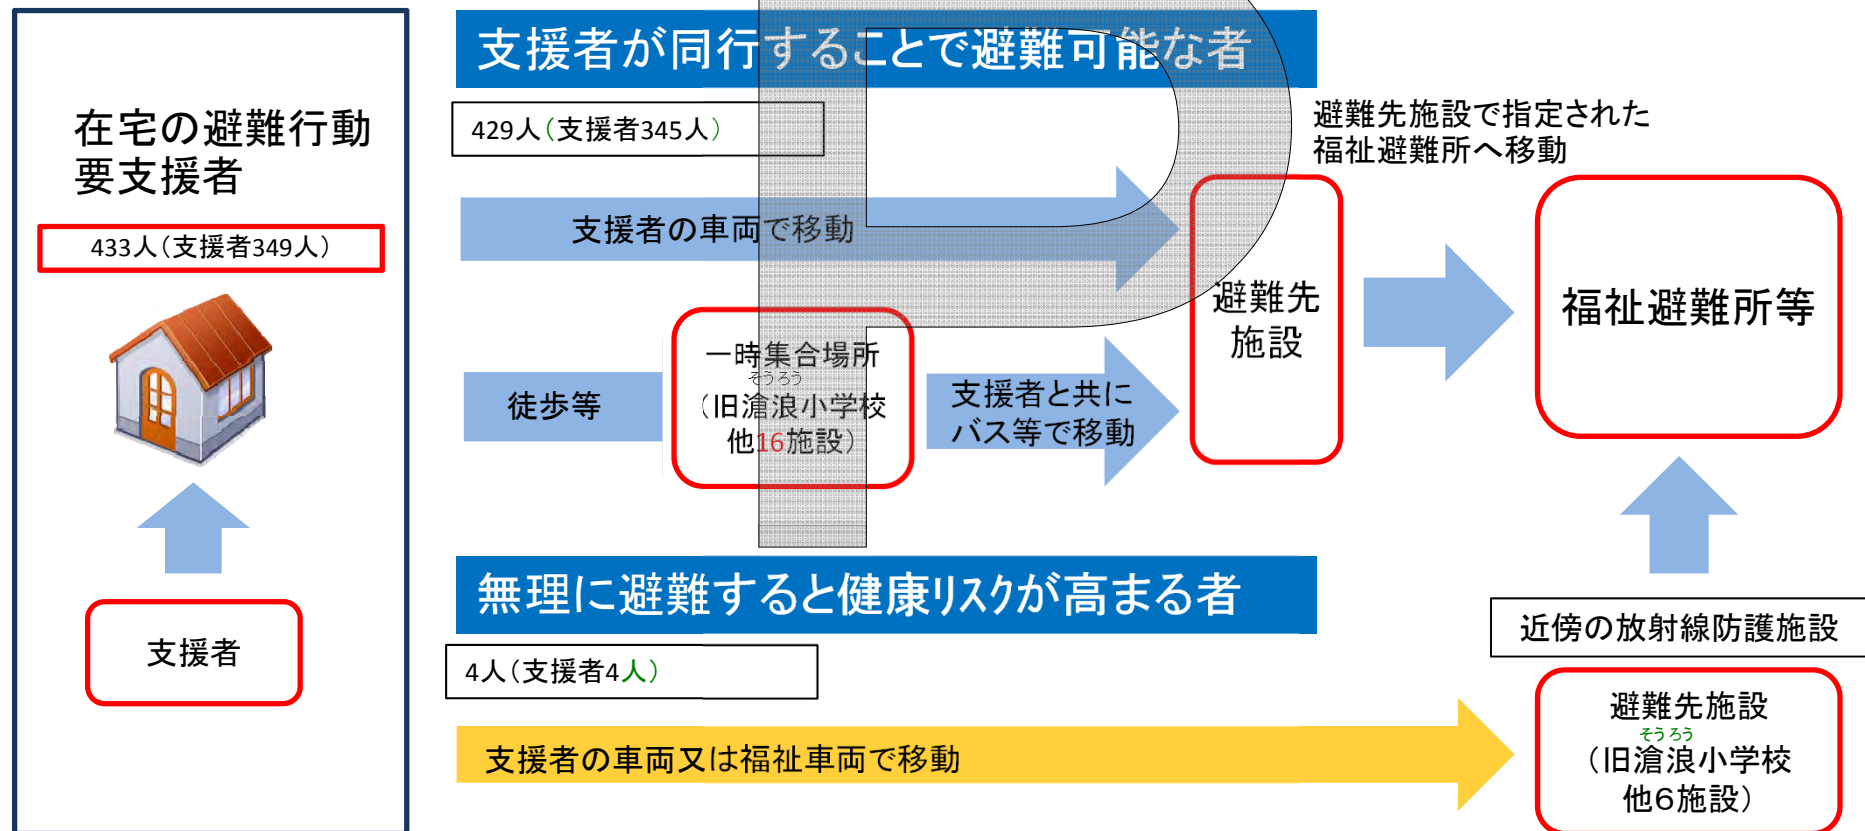 在宅の避難行動
要支援者
433人(支援者349人)
支援者
支援者が同行することで避難可能な者
429人(支援者345人)
支援者の車両で移動
徒歩等
一時集合場所
そうろう
(旧滄浪小学校
他16施設)
支援者と共に
バス等で移動
避難先
施設
避難先施設で指定された
福祉避難所へ移動
福祉避難所等
無理に避難すると健康リスクが高まる者
4人(支援者4人)
支援者の車両又は福祉車両で移動
近傍の放射線防護施設
避難先施設
そうろう
(旧滄浪小学校
他6施設)